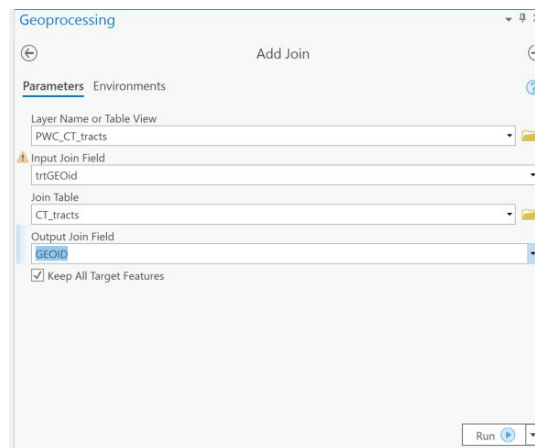 Geoprocessing
Add Join
Parameters Environments
Layer Name or Table View
PWC_CT_tracts
Input Join Field
trtGEOid
Join Table
CT_tracts
Output Join Field
GEOID
Keep All Target Features
Run